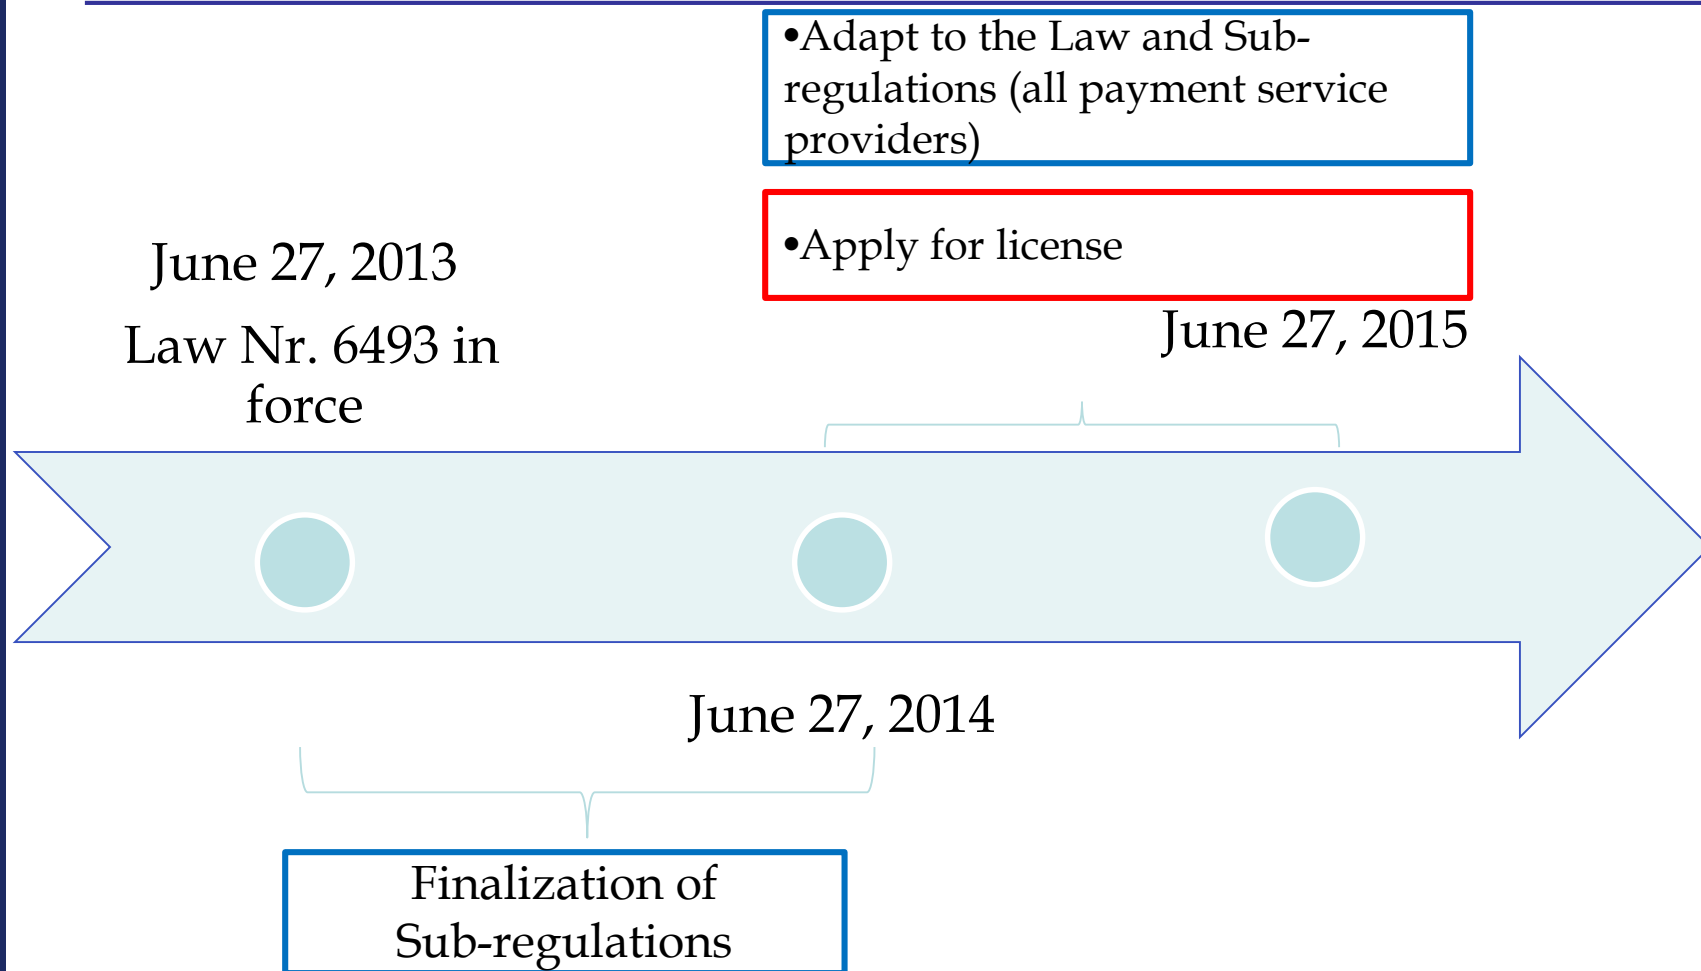 •Adapt to the Law and Sub-
regulations (all payment service
providers)
•Apply for license
June 27, 2013
Law Nr. 6493 in
force
June 27, 2015
June 27, 2014
Finalization of
Sub-regulations